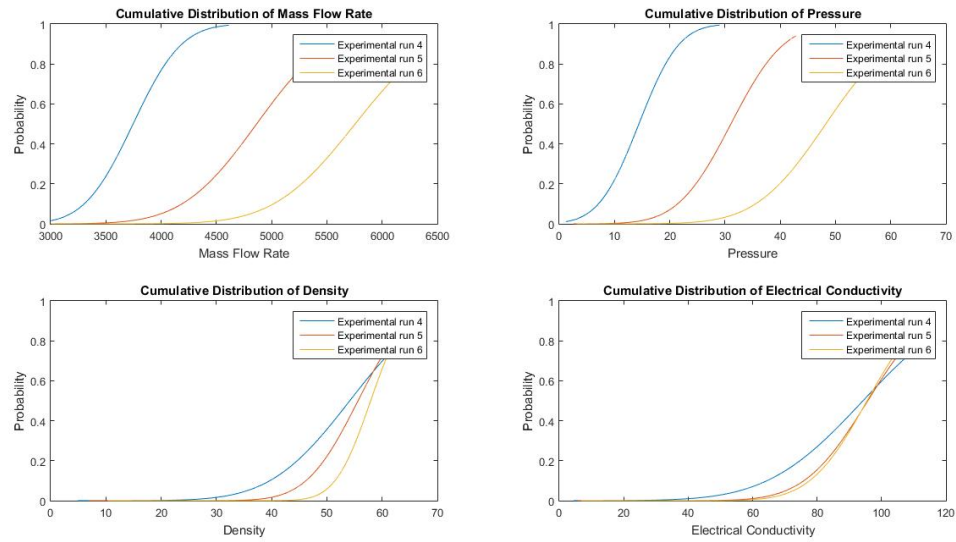 Cumulative Distribution of Mass Flow Rate
1
0.8
0.6
0.4
0.2
0
Probability
Experimental run 4
Experimental run 5
Experimental run 6
3000 3500 4000 4500 5000 5500 6000 6500
Mass Flow Rate
Cumulative Distribution of Pressure
1
0.8
0.6
0.4
0.2
0
Probability
Experimental run 4
Experimental run 5
Experimental run 6
0 10 20 30 40 50 60 70
Pressure
Cumulative Distribution of Density
1
0.8
0.6
0.4
0.2
0
Probability
Experimental run 4
Experimental run 5
Experimental run 6
0 10 20 30 40 50 60 70
Density
Cumulative Distribution of Electrical Conductivity
1
0.8
0.6
0.4
0.2
0
Probability
Experimental run 4
Experimental run 5
Experimental run 6
0 20 40 60 80 100 120
Electrical Conductivity